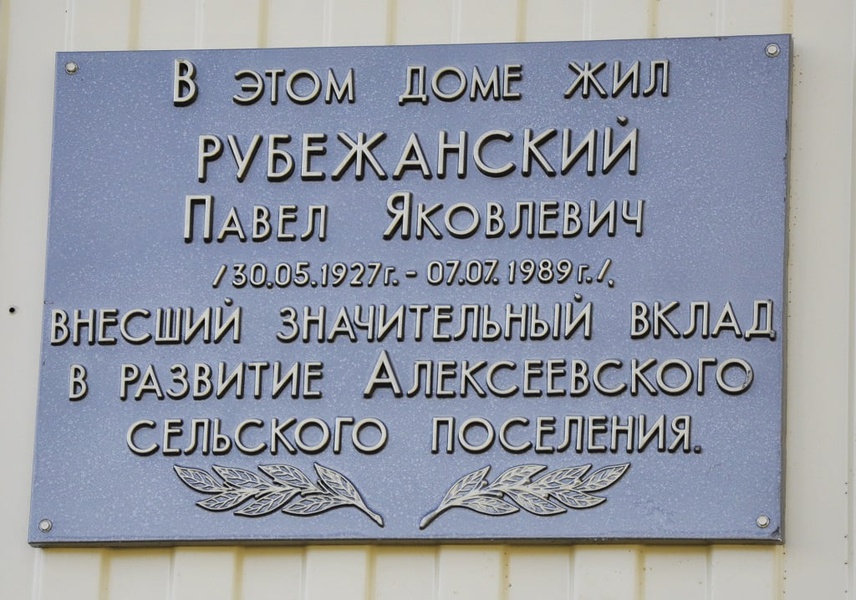 В этом доме жил
РУБЕЖАНСКИЙ
Павел Яковлевич
/30.05.1927г. - 07.07.1989г./,
внесший значительный вклад
в развитие Алексеевского
сельского поселения.